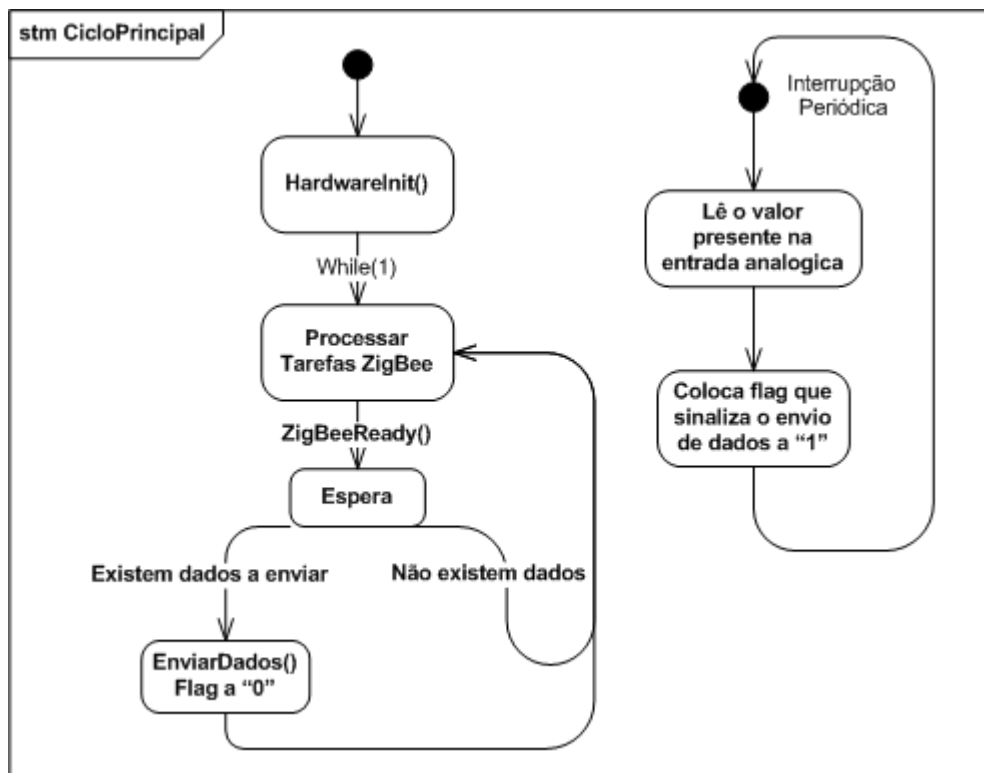 stm CicloPrincipal
HardwareInit()
While(1)
Processar
Tarefas ZigBee
ZigBeeReady()
Espera
Existem dados a enviar
Não existem dados
EnviarDados()
Flag a “0”
Interrupção
Periódica
Lê o valor
presente na
entrada analogica
Coloca flag que
sinaliza o envio
de dados a “1”